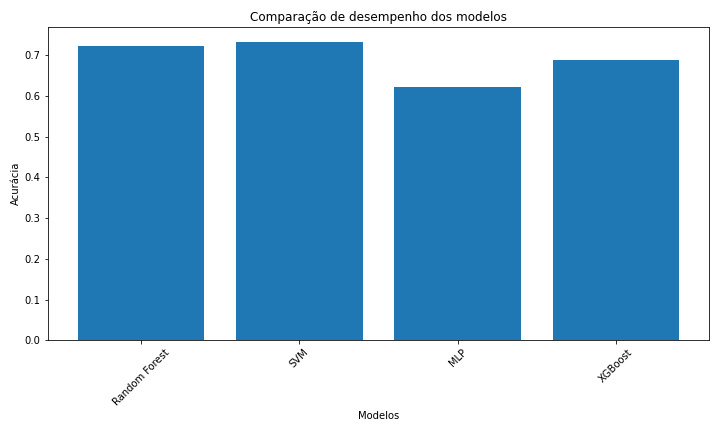 Comparação de desempenho dos modelos
Acurácia
0.7
0.6
0.5
0.4
0.3
0.2
0.1
0.0
Random Forest
SVM
MLP
XGBoost
Modelos